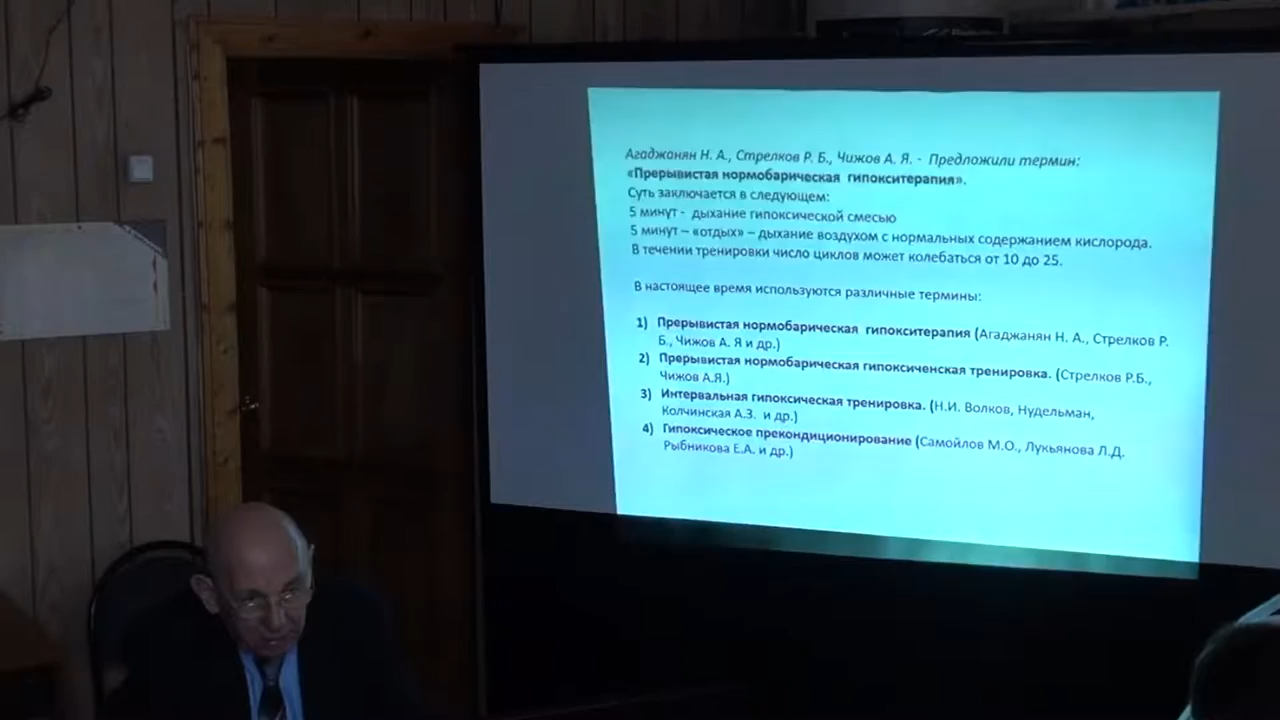 Агаджанян Н. А., Стрелков Р. Б., Чижов А. Я. - Предложили термин:
«Прерывистая нормобарическая гипокситерапия».
Суть заключается в следующем:
5 минут - дыхание гипоксической смесью
5 минут – «отдых» – дыхание воздухом с нормальных содержанием кислорода.
В течении тренировки число циклов может колебаться от 10 до 25.
В настоящее время используются различные термины:
1) Прерывистая нормобарическая гипокситерапия (Агаджанян Н. А., Стрелков Р.
Б., Чижов А. Я и др.)
2) Прерывистая нормобарическая гипоксиченская тренировка. (Стрелков Р.Б.,
Чижов А.Я.)
3) Интервальная гипоксическая тренировка. (Н.И. Волков, Нудельман,
Колчинская А.З. и др.)
4) Гипоксическое прекондиционирование (Самойлов М.О., Лукьянова Л.Д.
Рыбникова Е.А. и др.)